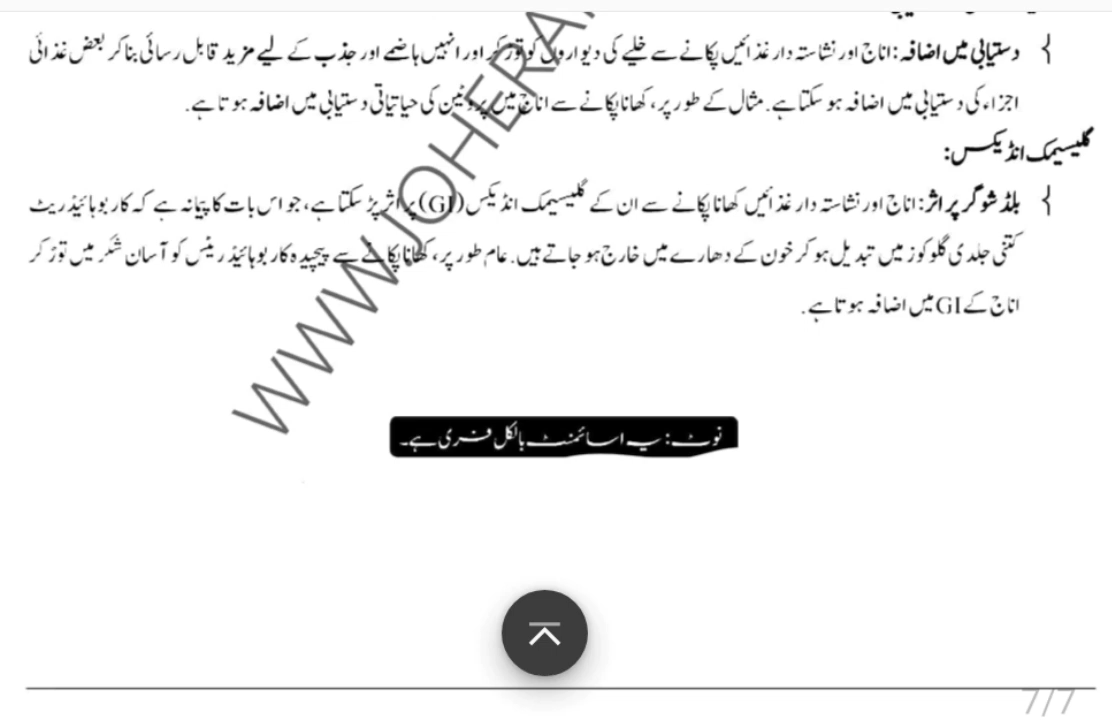 دستیابی میں اضافہ: اناج اور نشاستہ دار غذائیں پکانے سے خلیے کی دیواروں کو توڑ کر اور انہیں ہاضمے اور جذب کے لیے مزید قابل رسائی بنا کر بعض غذائی
اجزاء کی دستیابی میں اضافہ ہو سکتا ہے. مثال کے طور پر، کھانا پکانے سے اناج میں پروٹین کی حیاتیاتی دستیابی میں اضافہ ہوتا ہے.
گلیسیمک انڈیکس:
بلڈ شوگر پر اثر: اناج اور نشاستہ دار غذائیں کھانا پکانے سے ان کے گلیسیمک انڈیکس (GI) پر اثر پڑ سکتا ہے، جو اس بات کا پیمانہ ہے کہ کاربوہائیڈریٹ
کتنی جلدی گلوکوز میں تبدیل ہو کر خون کے دھارے میں خارج ہو جاتے ہیں. عام طور پر، کھانا پکانے سے پیچیدہ کاربوہائیڈریٹس کو آسان شکر میں توڑ کر
اناج کے GI میں اضافہ ہوتا ہے.
WWW.JOHERA
نوٹ: یہ اسائمنٹ بالکل فری ہے۔
7/7